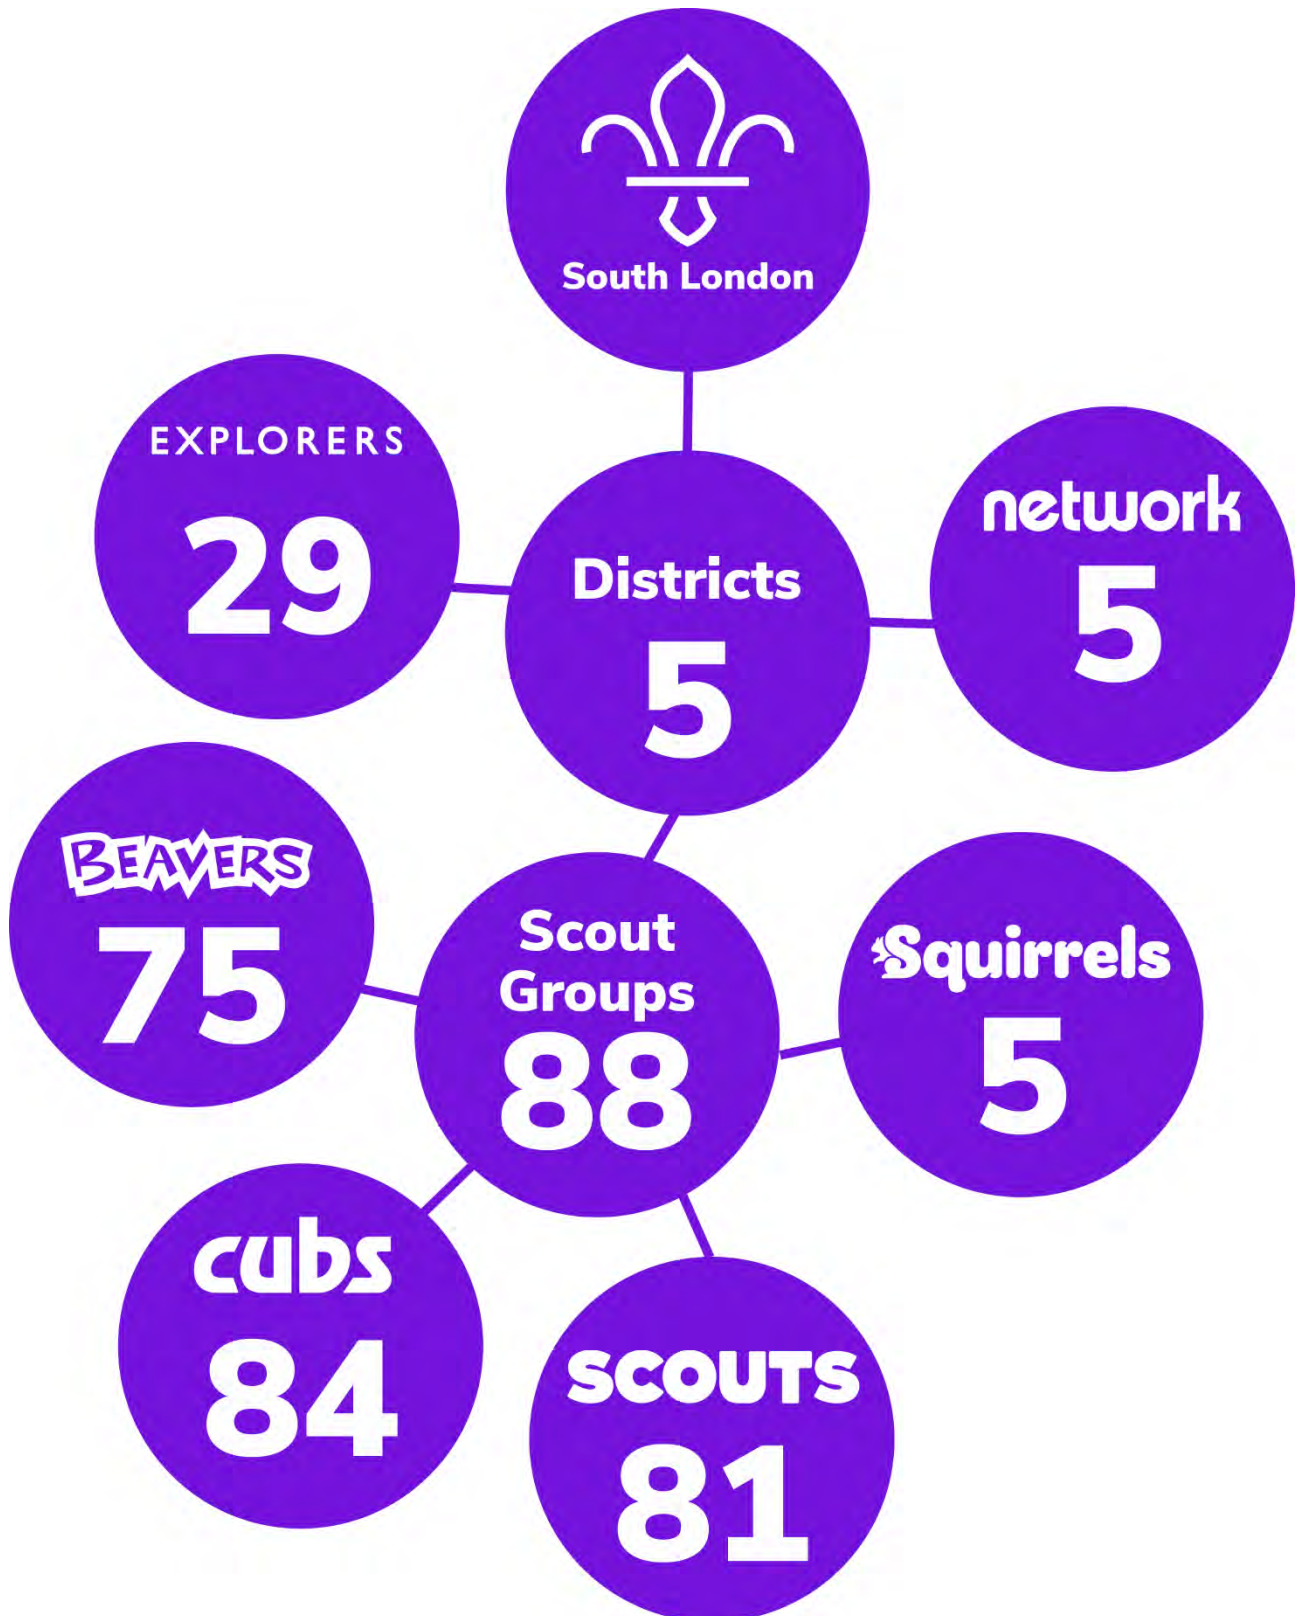 South London
EXPLORERS
29
Districts
5
network
5
BEAVERS
75
Scout
Groups
88
Squirrels
5
cubs
84
SCOUTS
81